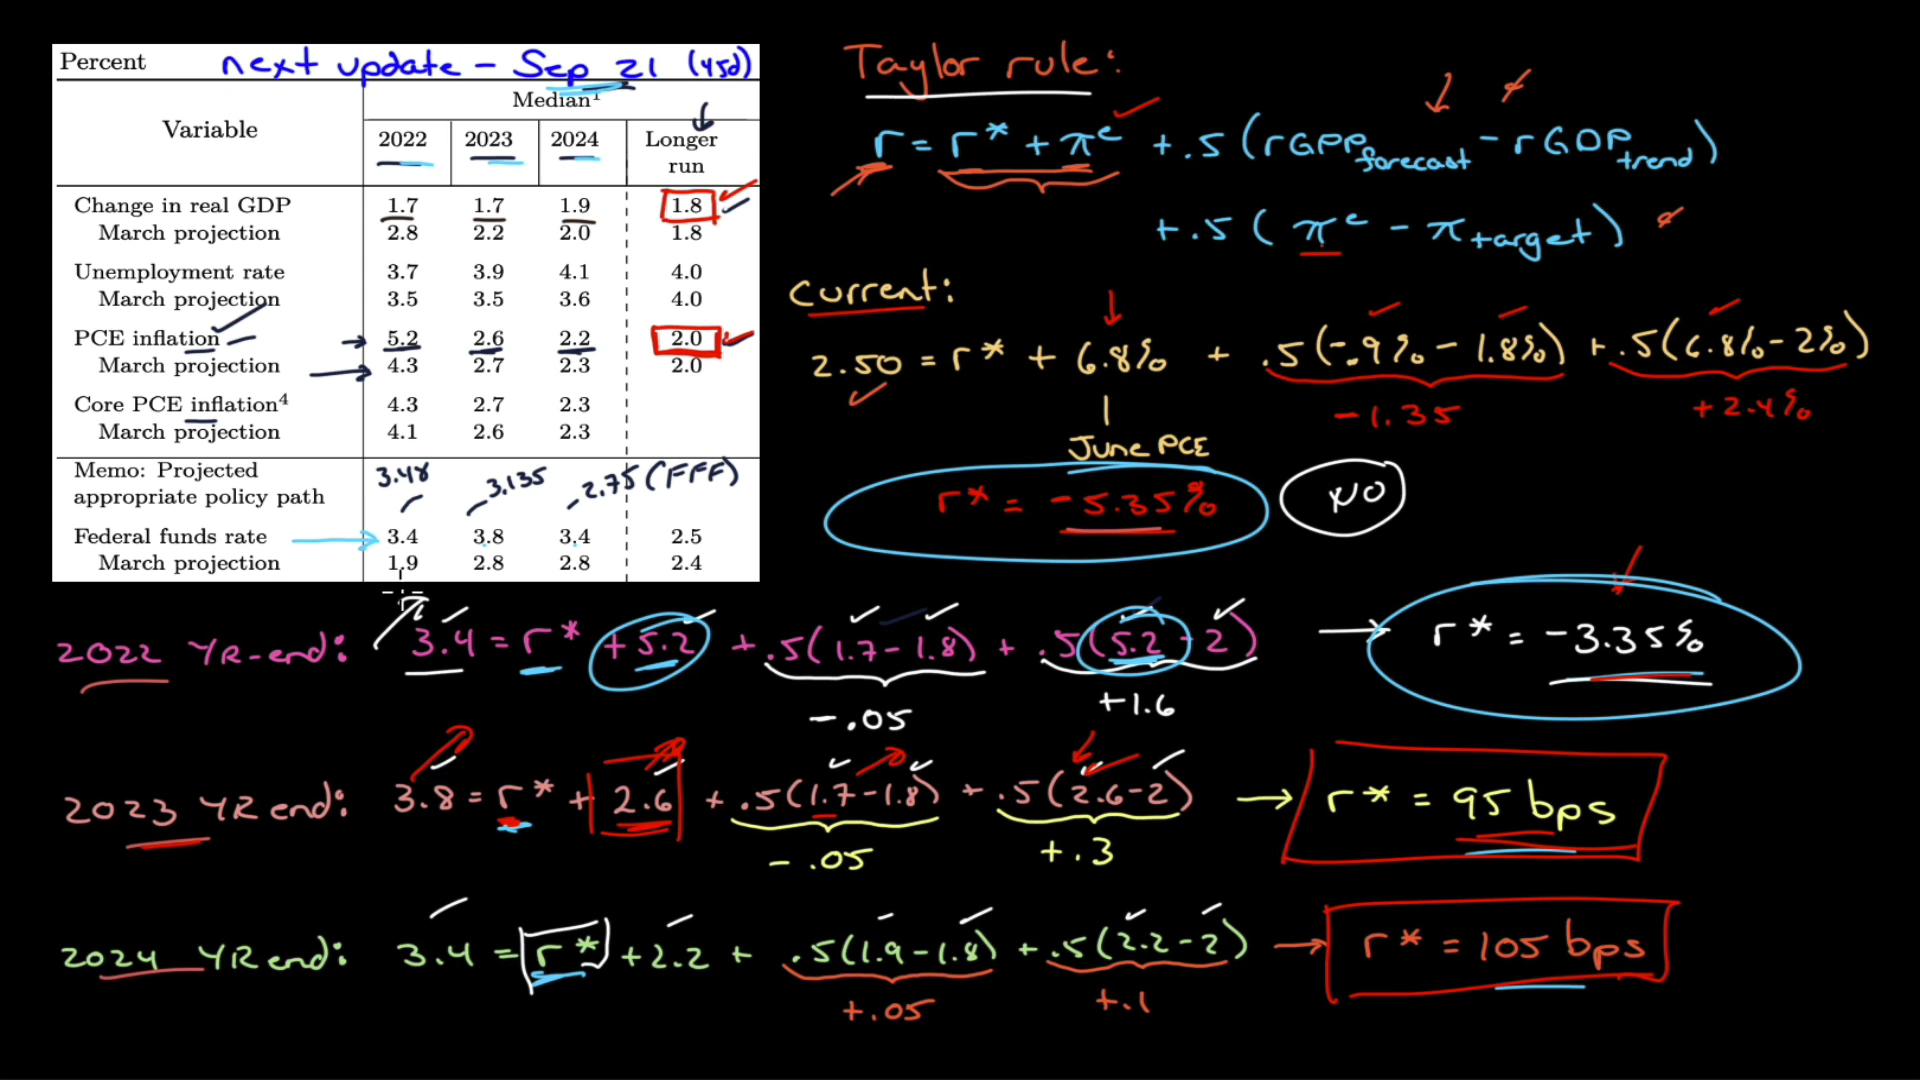 Percent next update - Sep 21 (45d)
Variable Median¹
2022 2023 2024 Longer run
Change in real GDP 1.7 1.7 1.9 1.8
March projection 2.8 2.2 2.0 1.8
Unemployment rate 3.7 3.9 4.1 4.0
March projection 3.5 3.5 3.6 4.0
PCE inflation 5.2 2.6 2.2 2.0
March projection 4.3 2.7 2.3 2.0
Core PCE inflation⁴ 4.3 2.7 2.3
March projection 4.1 2.6 2.3
Memo: Projected
appropriate policy path
3.48 3.135 2.75 (FFF)
Federal funds rate 3.4 3.8 3.4 2.5
March projection 1.9 2.8 2.8 2.4
Taylor rule:
r = r* + πᵉ + .5 (rGDP forecast - rGDP trend)
+ .5 ( πᵉ - π target)
Current:
2.50 = r* + 6.8% + .5(-.9% - 1.8%) + .5(6.8% - 2%)
-1.35 +2.4%
June PCE
r* = -5.35% NO
2022 YR-end: 3.4 = r* + 5.2 + .5(1.7 - 1.8) + .5(5.2 - 2) → r* = -3.35%
-.05 +1.6
2023 YR end: 3.8 = r* + 2.6 + .5(1.7 - 1.8) + .5(2.6 - 2) → r* = 95 bps
-.05 +.3
2024 YR end: 3.4 = r* + 2.2 + .5(1.9 - 1.8) + .5(2.2 - 2) → r* = 105 bps
+.05 +.1